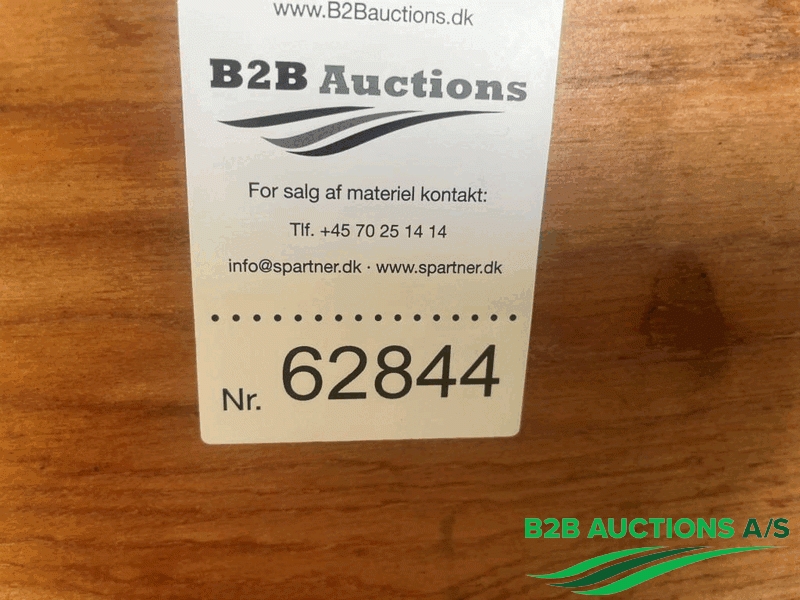 www.B2Bauctions.dk
B2B Auctions
For salg af materiel kontakt:
Tlf. +45 70 25 14 14
info@spartner.dk · www.spartner.dk
Nr. 62844
B2B AUCTIONS A/S